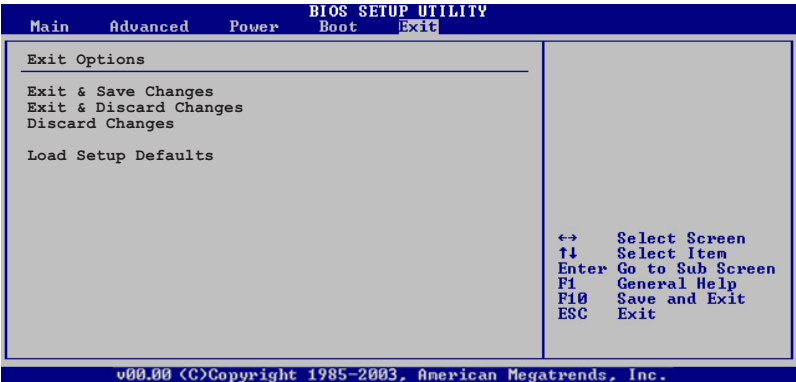 BIOS SETUP UTILITY
Main Advanced Power Boot Exit
Exit Options
Exit & Save Changes
Exit & Discard Changes
Discard Changes
Load Setup Defaults
←→ Select Screen
↑↓ Select Item
Enter Go to Sub Screen
F1 General Help
F10 Save and Exit
ESC Exit
v00.00 (C)Copyright 1985-2003, American Megatrends, Inc.